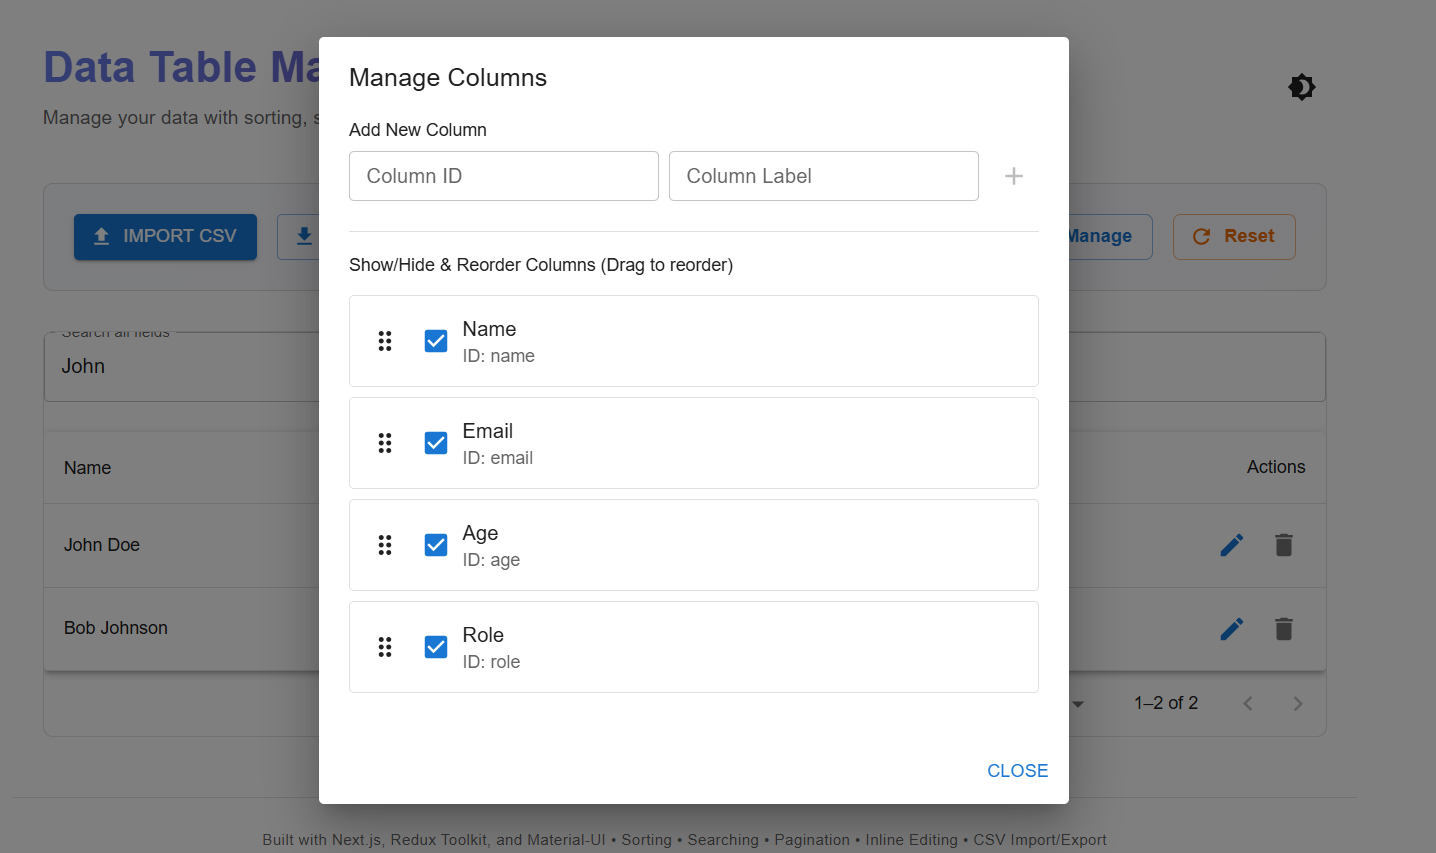 Data Table Ma
Manage your data with sorting, s
Manage Columns
Add New Column
Column ID
Column Label
IMPORT CSV
Manage
Reset
Show/Hide & Reorder Columns (Drag to reorder)
Search all fields
John
Name
ID: name
Email
ID: email
Age
ID: age
Role
ID: role
Name
Actions
John Doe
Bob Johnson
1–2 of 2
CLOSE
Built with Next.js, Redux Toolkit, and Material-UI • Sorting • Searching • Pagination • Inline Editing • CSV Import/Export